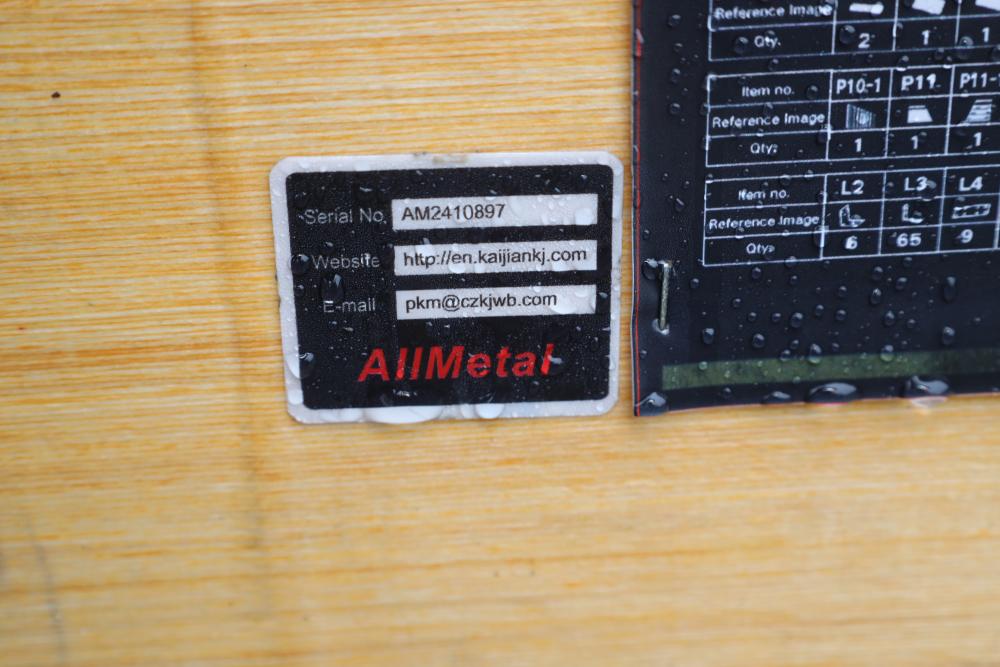 Serial No. AM2410897
Website http://en.kaijiankj.com
E-mail pkm@czkjwb.com
AllMetal
Reference Image
Qty. 2 1 1
Item no. P10-1 P11 P11-
Reference Image
Qty. 1 1 1
Item no. L2 L3 L4
Reference Image
Qty. 6 65 9